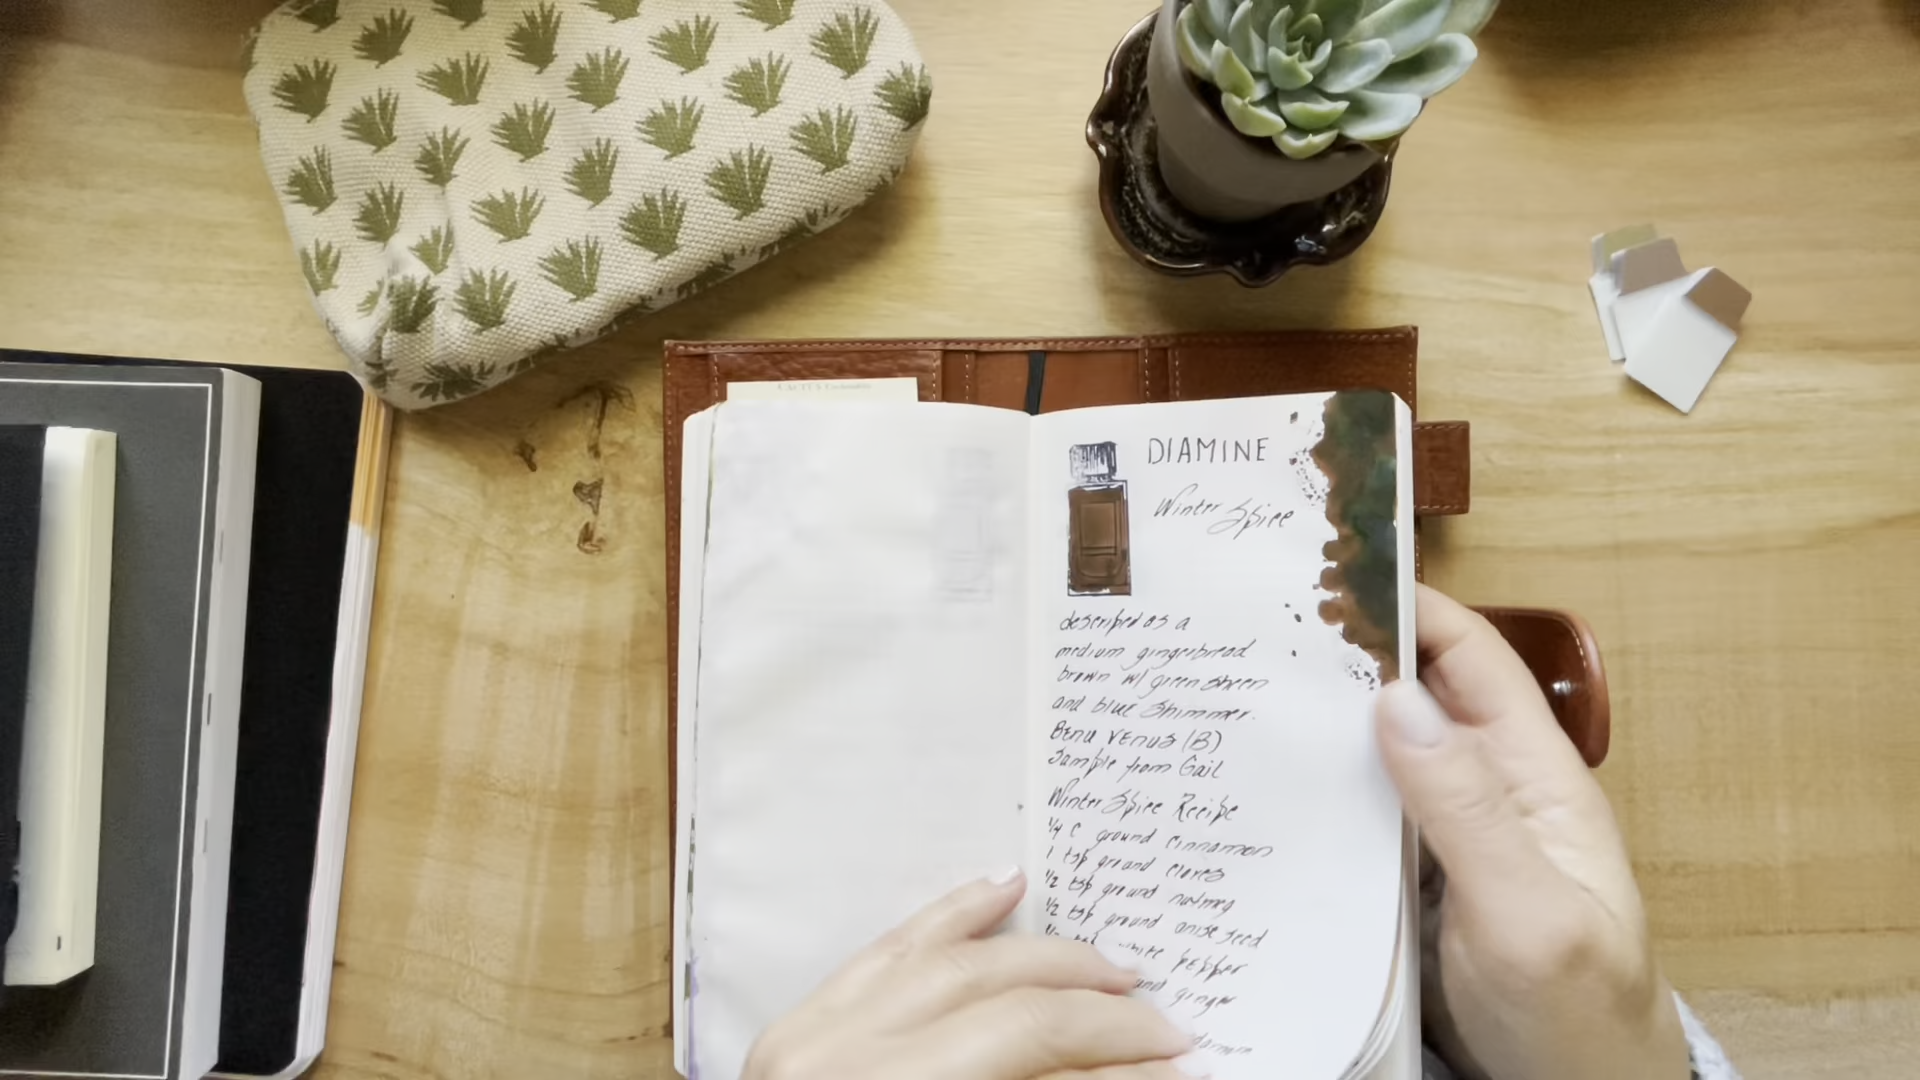 CACTUS
DIAMINE
Winter Spice
described as a
medium gingerbread
brown w/ green sheen
and blue shimmer.
BENU VENUS (B)
Sample from Gail
Winter Spice Recipe
1/4 C ground cinnamon
1 tsp ground cloves
1/2 tsp ground nutmeg
1/2 tsp ground anise seed
tsp white pepper
ginger